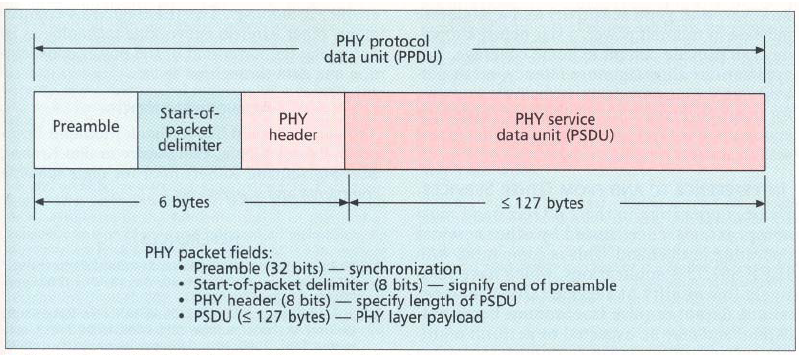 PHY protocol
data unit (PPDU)
Preamble
Start-of-
packet
delimiter
PHY
header
PHY service
data unit (PSDU)
6 bytes
≤ 127 bytes
PHY packet fields:
• Preamble (32 bits) — synchronization
• Start-of-packet delimiter (8 bits) — signify end of preamble
• PHY header (8 bits) — specify length of PSDU
• PSDU (≤ 127 bytes) — PHY layer payload